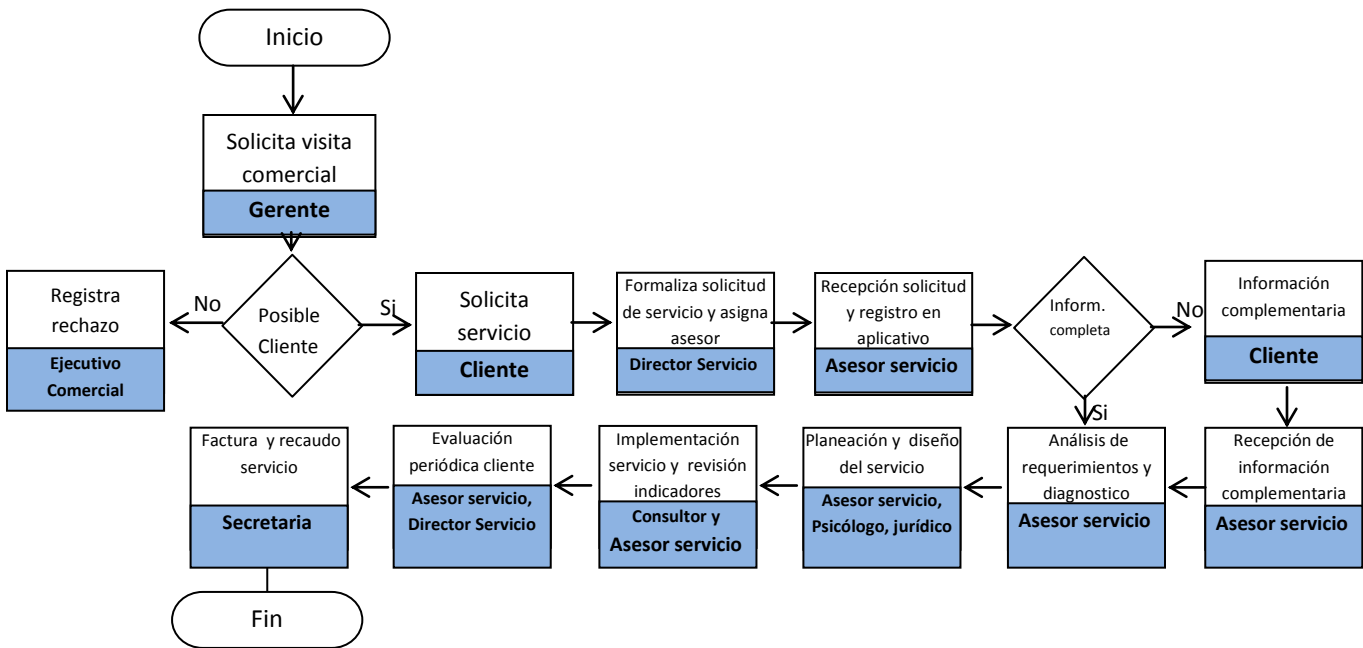 Inicio
Solicita visita
comercial
Gerente
Registra
rechazo
Ejecutivo
Comercial
No
Posible
Cliente
Si
Solicita
servicio
Cliente
Formaliza solicitud
de servicio y asigna
asesor
Director Servicio
Recepción solicitud
y registro en
aplicativo
Asesor servicio
Inform.
completa
No
Si
Información
complementaria
Cliente
Factura y recaudo
servicio
Secretaria
Evaluación
periódica cliente
Asesor servicio,
Director Servicio
Implementación
servicio y revisión
indicadores
Consultor y
Asesor servicio
Planeación y diseño
del servicio
Asesor servicio,
Psicólogo, jurídico
Análisis de
requerimientos y
diagnostico
Asesor servicio
Recepción de
información
complementaria
Asesor servicio
Fin